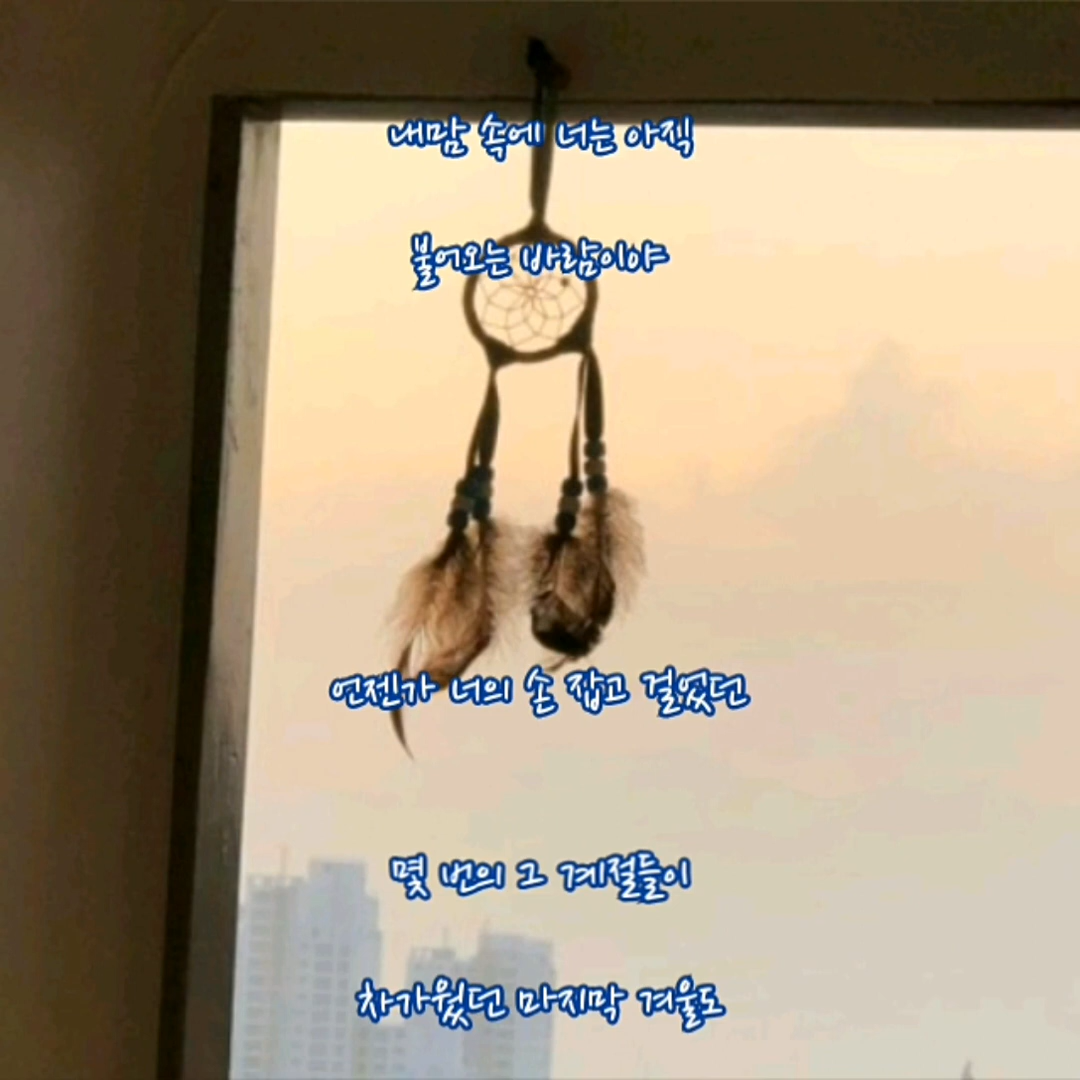 내맘 속에 너는 아직
불어오는 바람이야
언젠가 너의 손 잡고 걸었던
몇 번의 그 계절들이
차가웠던 마지막 겨울도